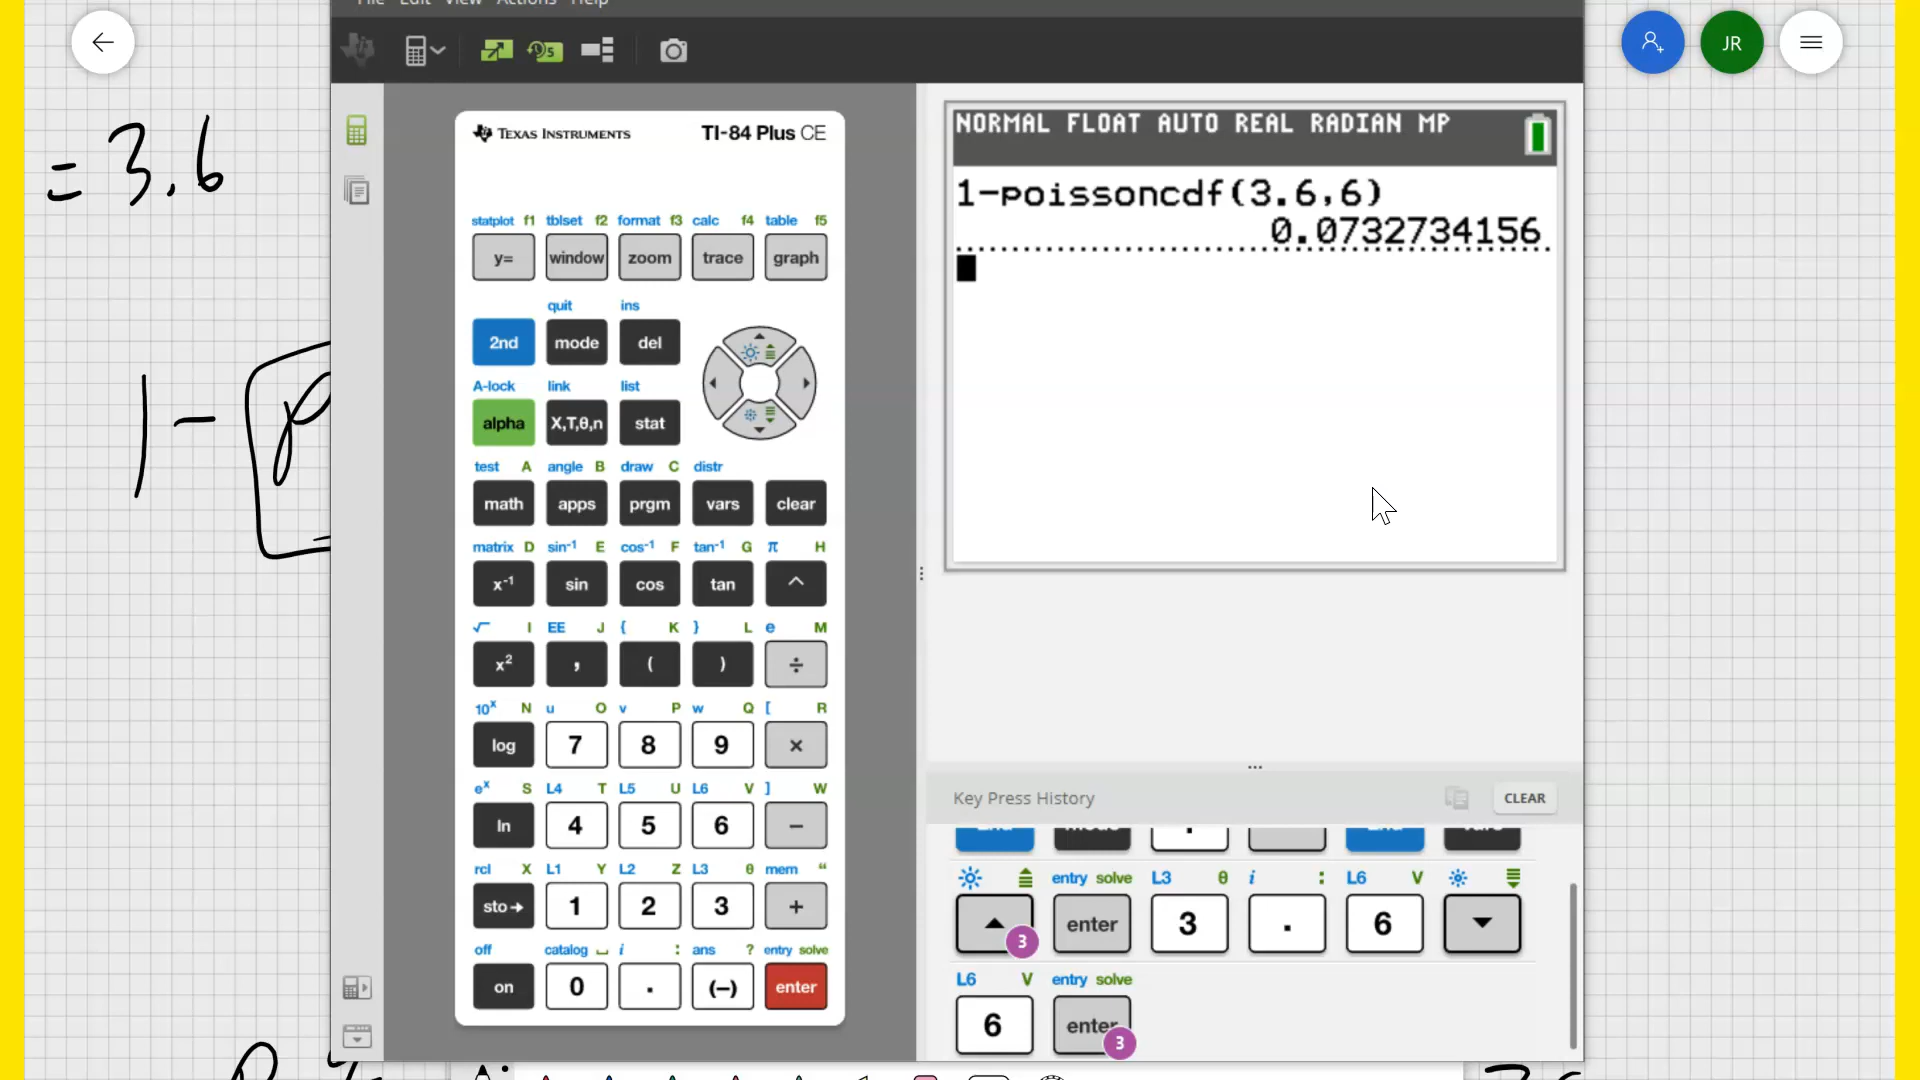 File Edit View Actions Help
JR
= 3.6
1-
TEXAS INSTRUMENTS TI-84 Plus CE
statplot f1 tblset f2 format f3 calc f4 table f5
y= window zoom trace graph
quit ins
2nd mode del
A-lock link list
alpha X,T,θ,n stat
test A angle B draw C distr
math apps prgm vars clear
matrix D sin-1 E cos-1 F tan-1 G π H
x-1 sin cos tan ^
√ I EE J { K } L e M
x² , ( ) ÷
10ˣ N u O v P w Q [ R
log 7 8 9 ×
eˣ S L4 T L5 U L6 V ] W
ln 4 5 6 −
rcl X L1 Y L2 Z L3 θ mem “
sto→ 1 2 3 +
off catalog ⎵ i : ans ? entry solve
on 0 . (−) enter
NORMAL FLOAT AUTO REAL RADIAN MP
1-poissoncdf(3.6,6)
0.0732734156
Key Press History CLEAR
entry solve L3 θ i : L6 V
3 enter 3 . 6
L6 V entry solve
6 enter 3